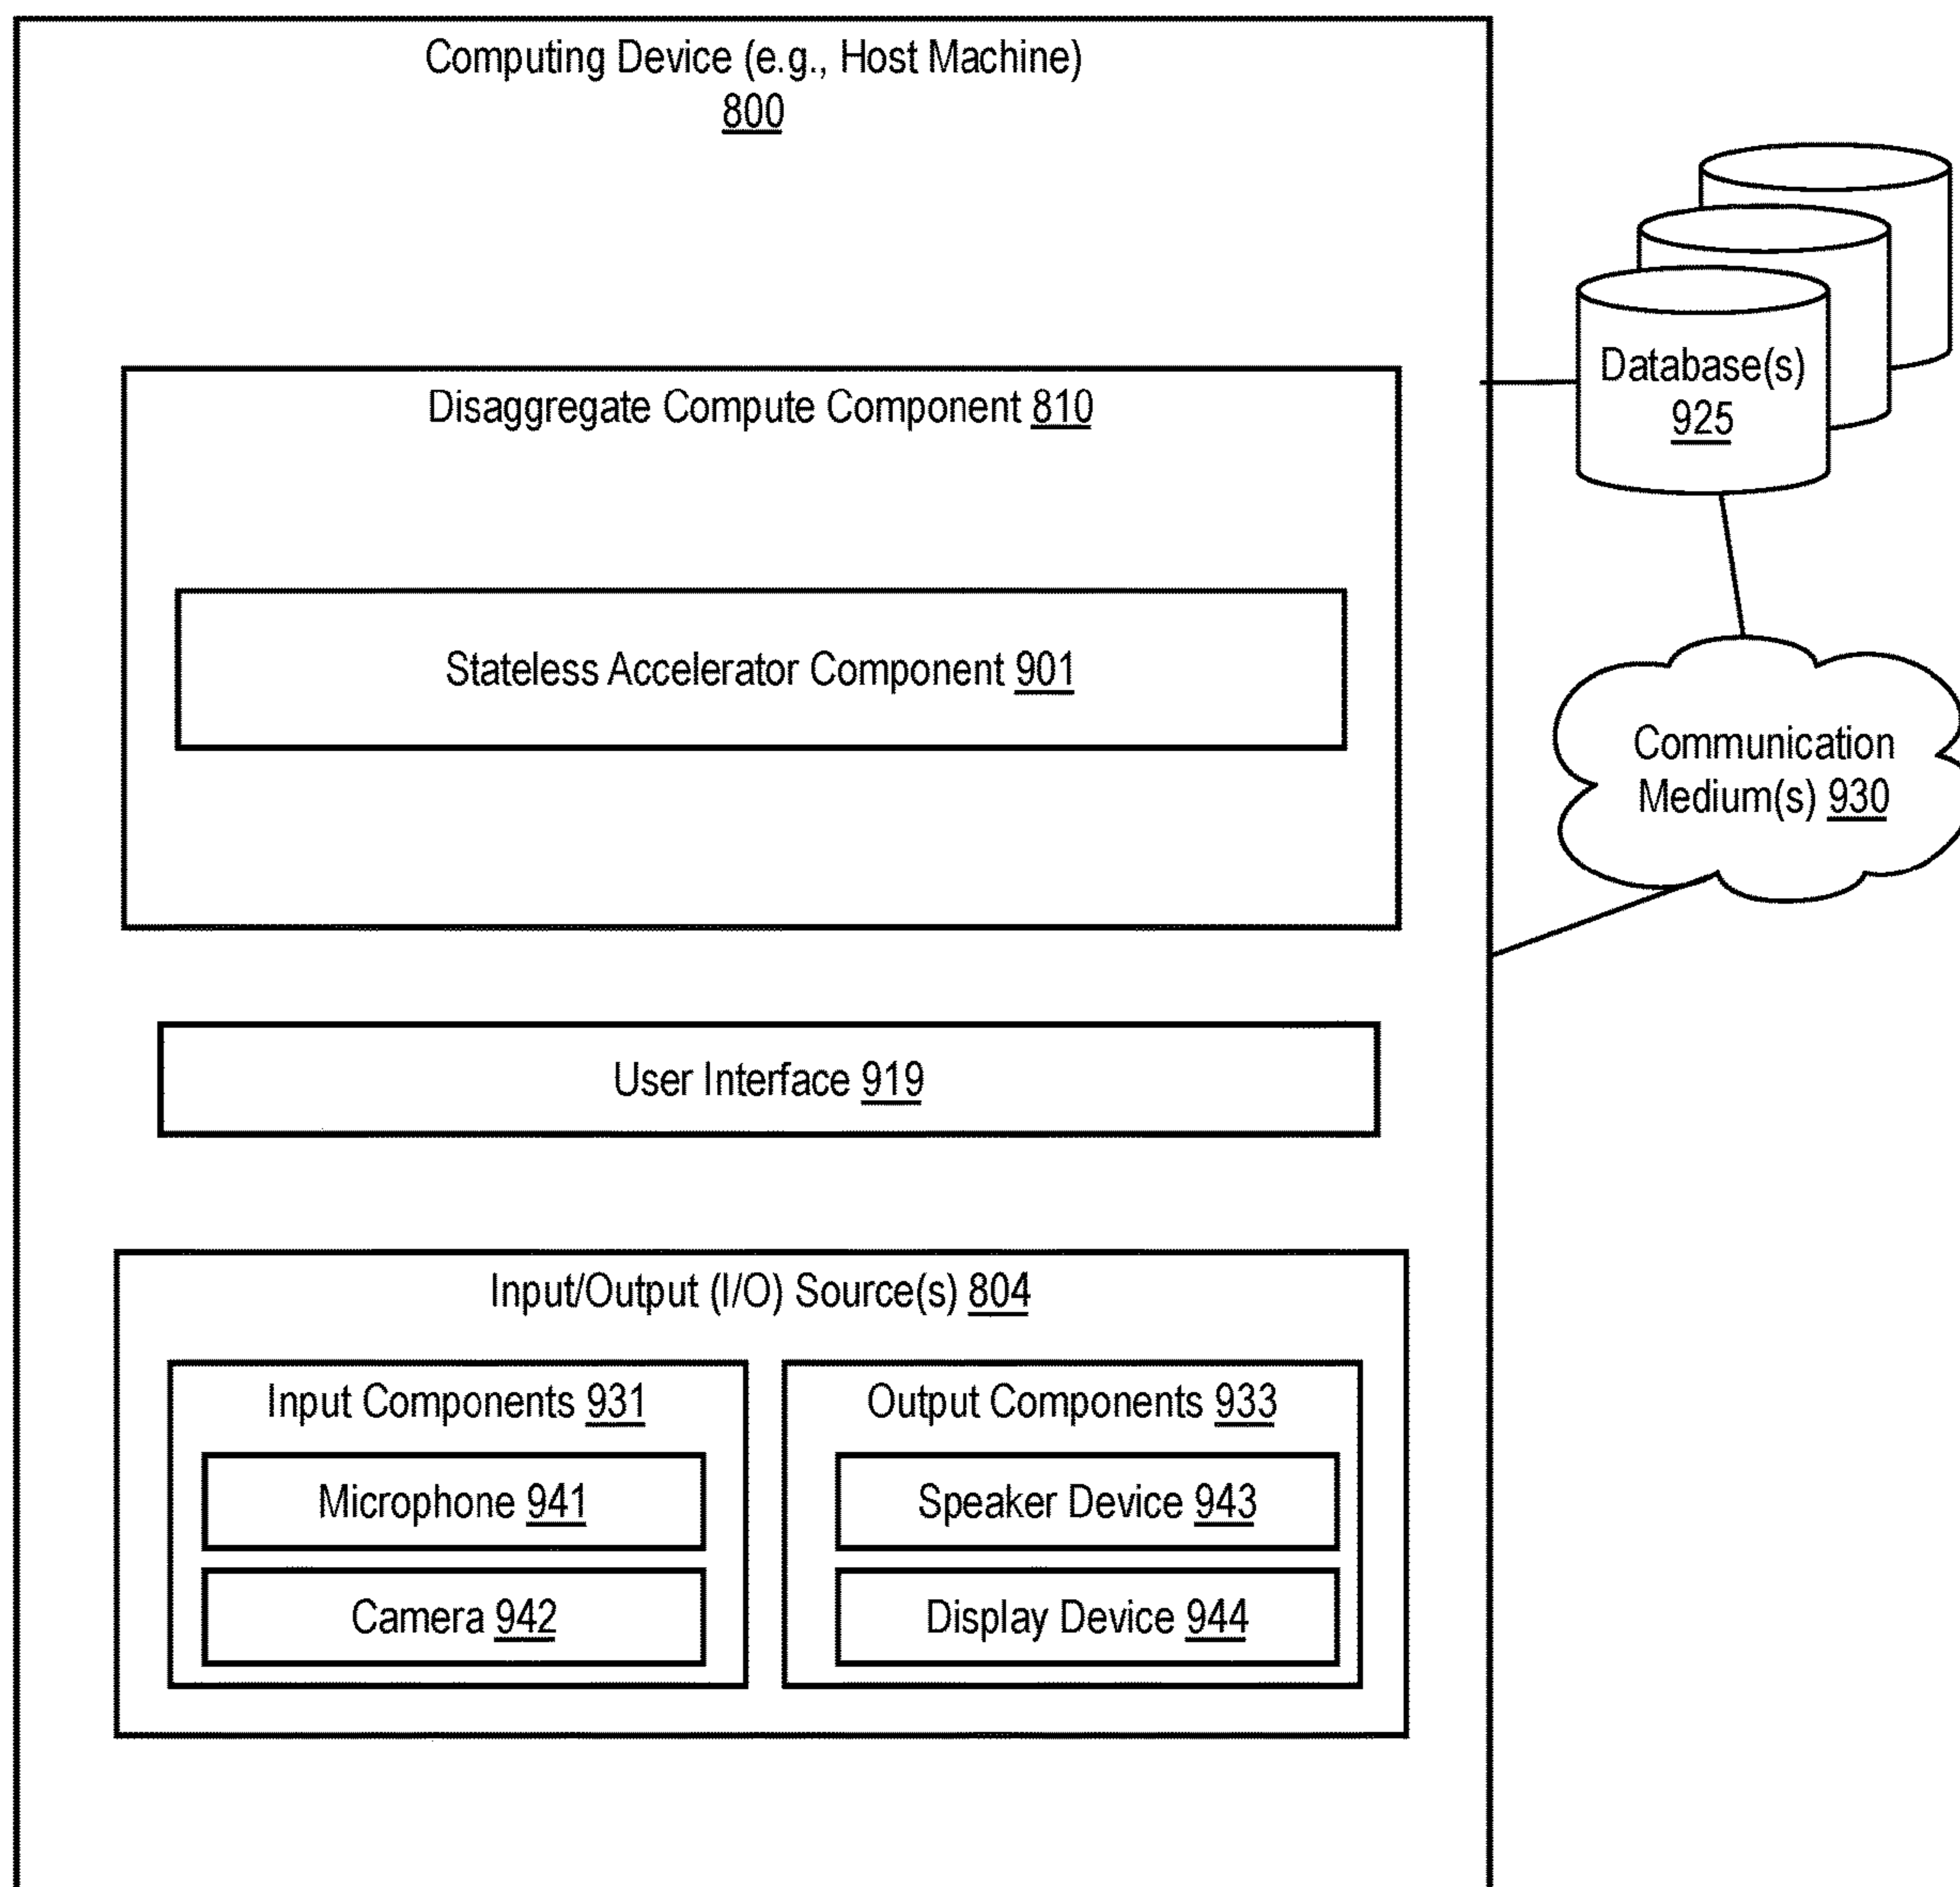 Computing Device (e.g., Host Machine)
800
Disaggregate Compute Component 810
Stateless Accelerator Component 901
Database(s)
925
Communication
Medium(s) 930
User Interface 919
Input/Output (I/O) Source(s) 804
Input Components 931
Microphone 941
Camera 942
Output Components 933
Speaker Device 943
Display Device 944